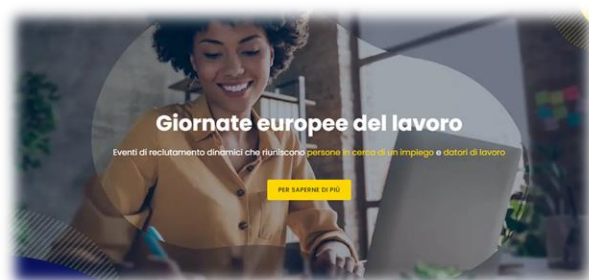 Giornate europee del lavoro
Eventi di reclutamento dinamici che riuniscono persone in cerca di un impiego e datori di lavoro
PER SAPERNE DI PIÙ